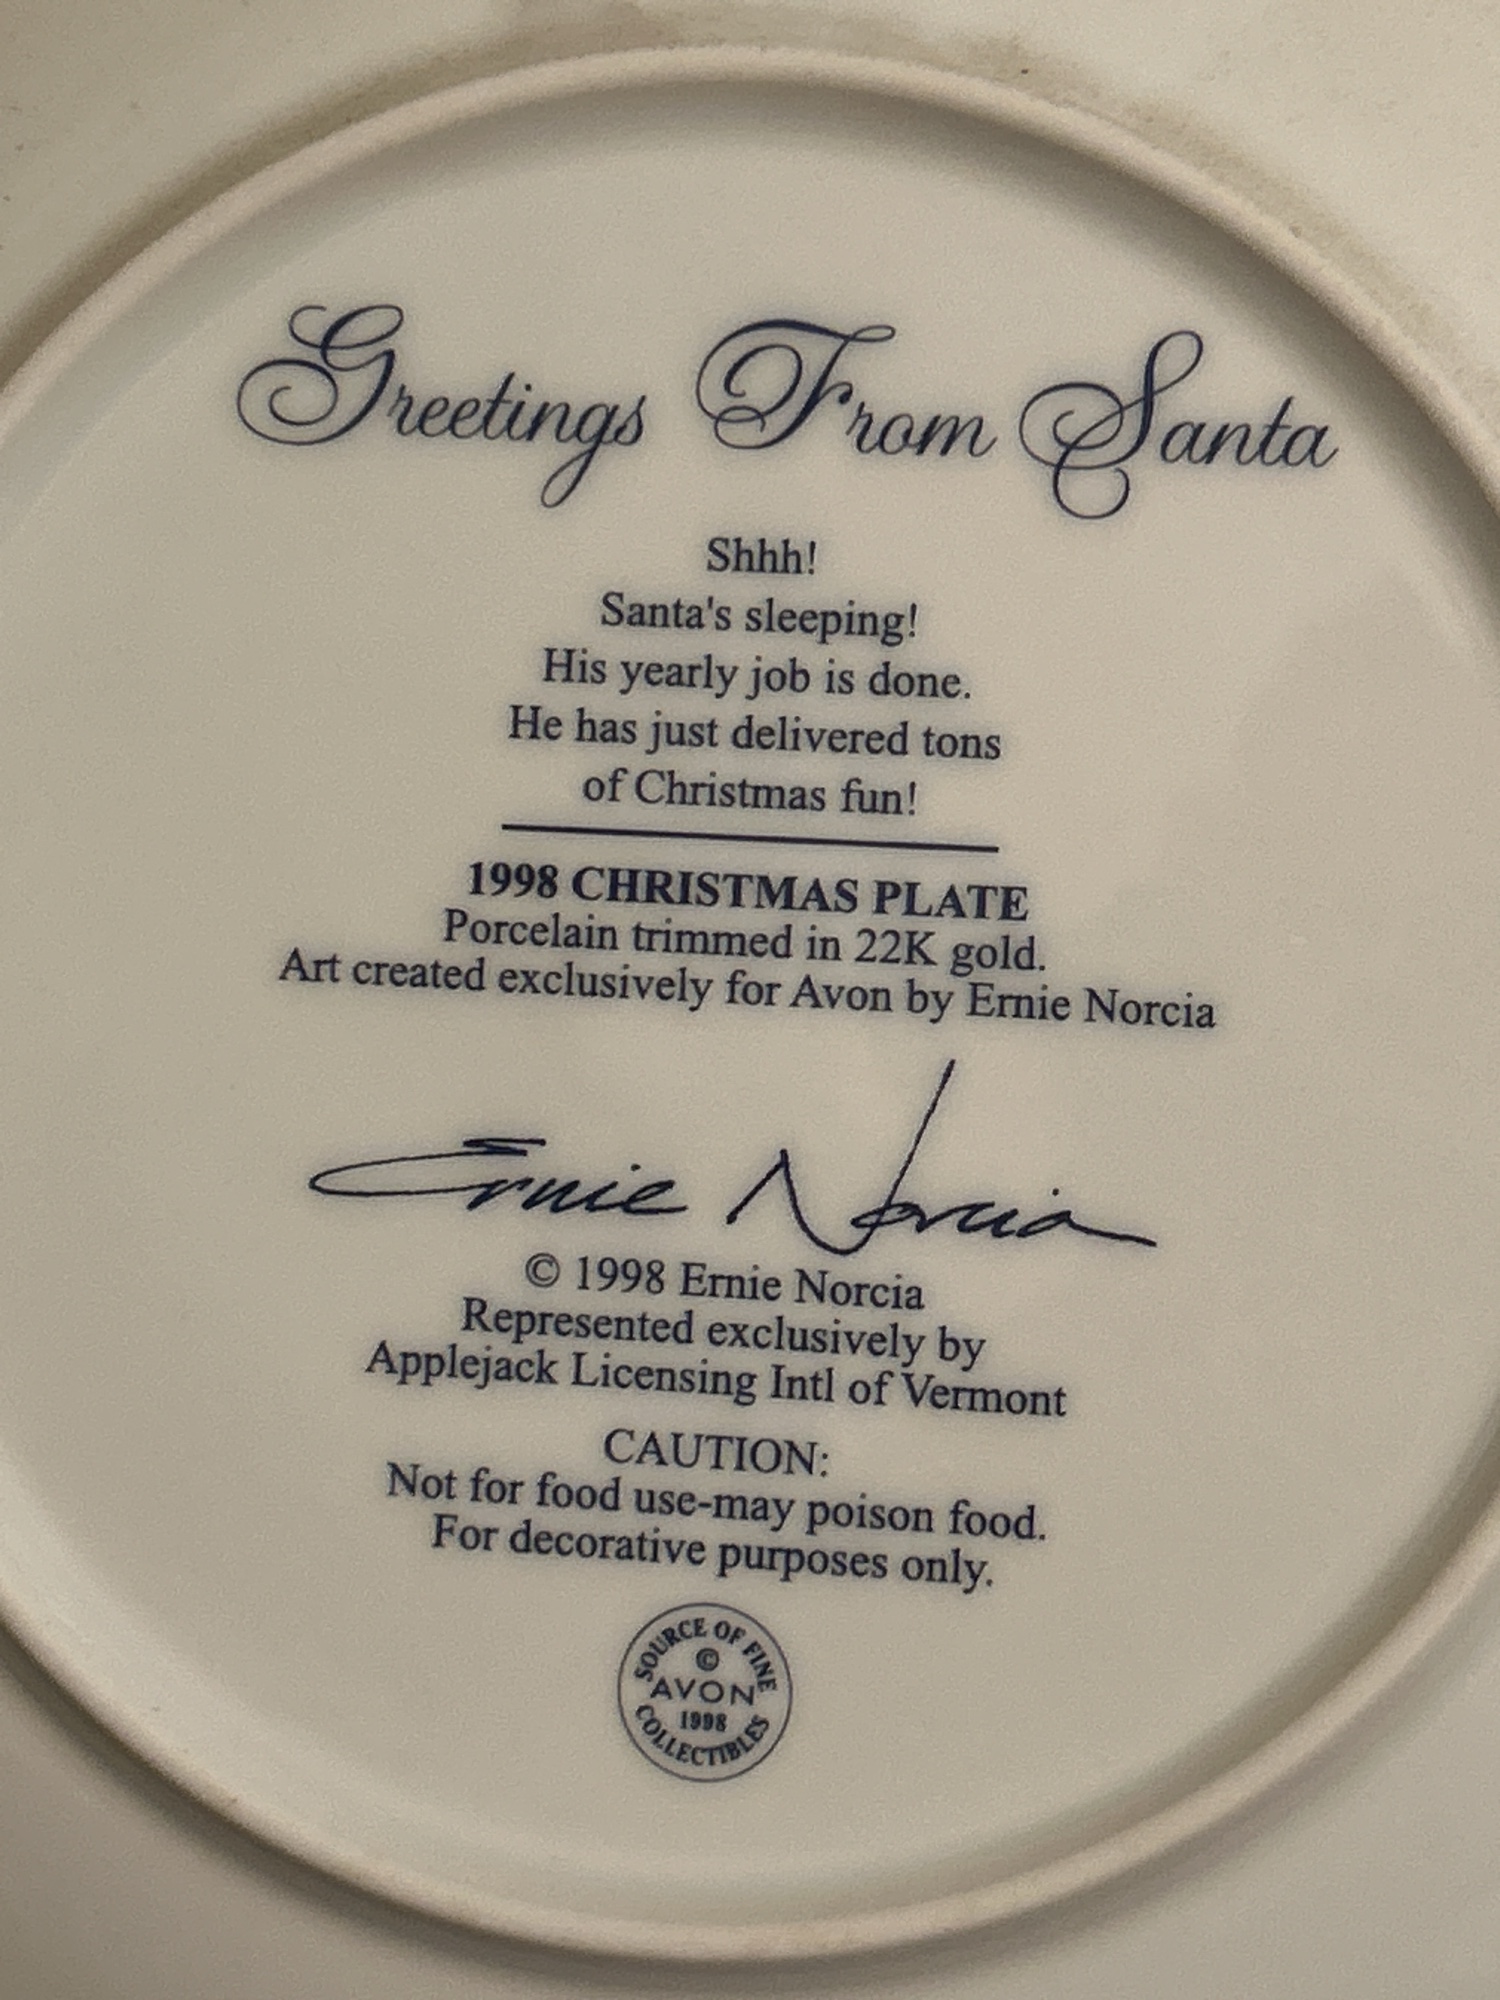 Greetings From Santa
Shhh!
Santa's sleeping!
His yearly job is done.
He has just delivered tons
of Christmas fun!
1998 CHRISTMAS PLATE
Porcelain trimmed in 22K gold.
Art created exclusively for Avon by Ernie Norcia
Ernie Norcia
© 1998 Ernie Norcia
Represented exclusively by
Applejack Licensing Intl of Vermont
CAUTION:
Not for food use-may poison food.
For decorative purposes only.
SOURCE OF FINE
©
AVON
1998
COLLECTIBLES